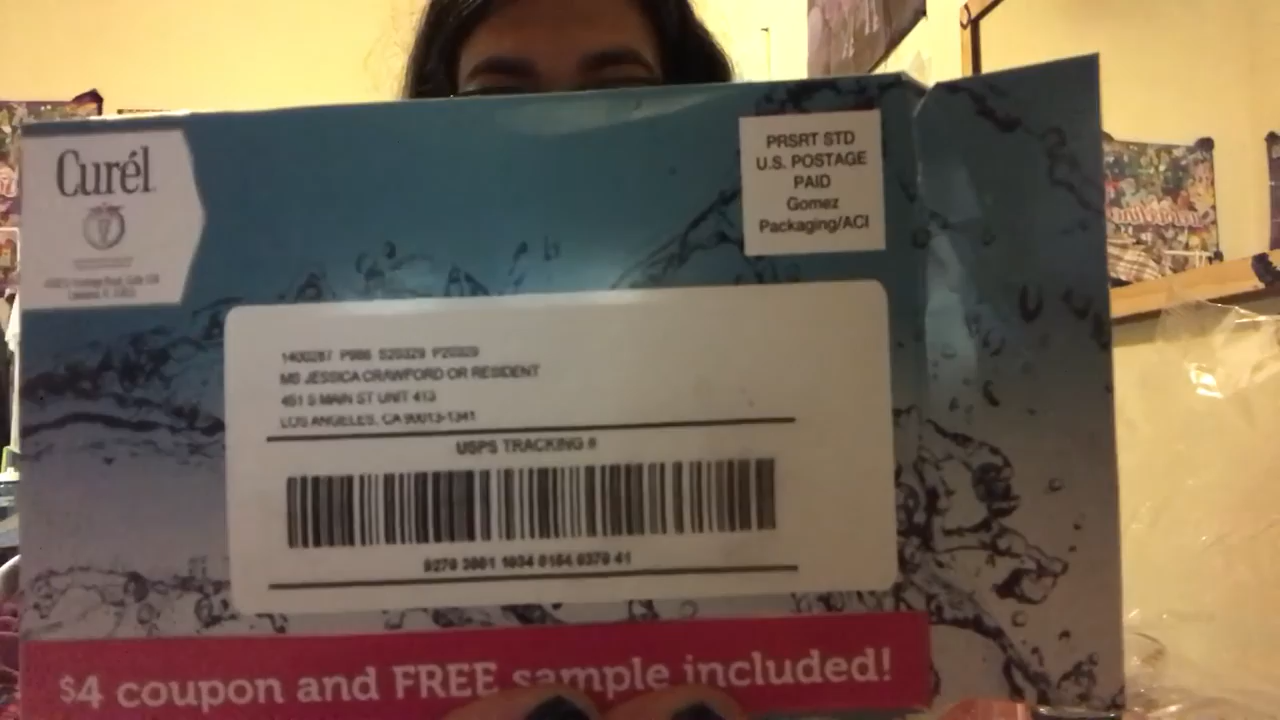 Curél
PRSRT STD
U.S. POSTAGE
PAID
Gomez
Packaging/ACI
MS JESSICA CRAWFORD OR RESIDENT
451 S MAIN ST UNIT 413
LOS ANGELES, CA 90013-1341
USPS TRACKING #
$4 coupon and FREE sample included!